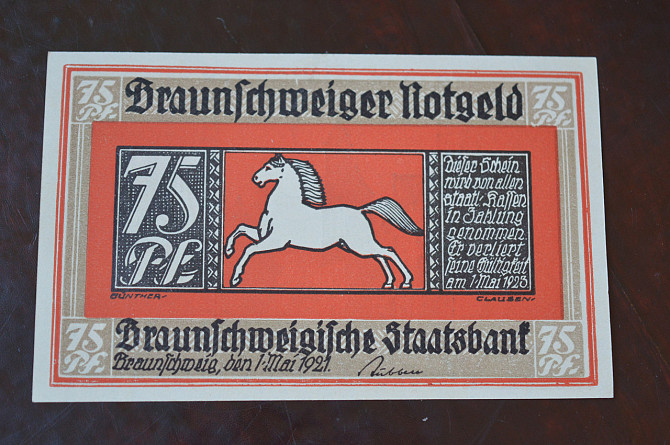 75 Pf. Braunschweiger Notgeld 75 Pf.
75
Pf.
Dieser Schein
wird von allen
staatl. Kassen
in Zahlung
genommen.
Er verliert
seine Gültigkeit
am 1. Mai 1923
GÜNTHER-
CLAUSEN
75 Pf. Braunschweigische Staatsbank 75 Pf.
Braunschweig, den 1. Mai 1921.